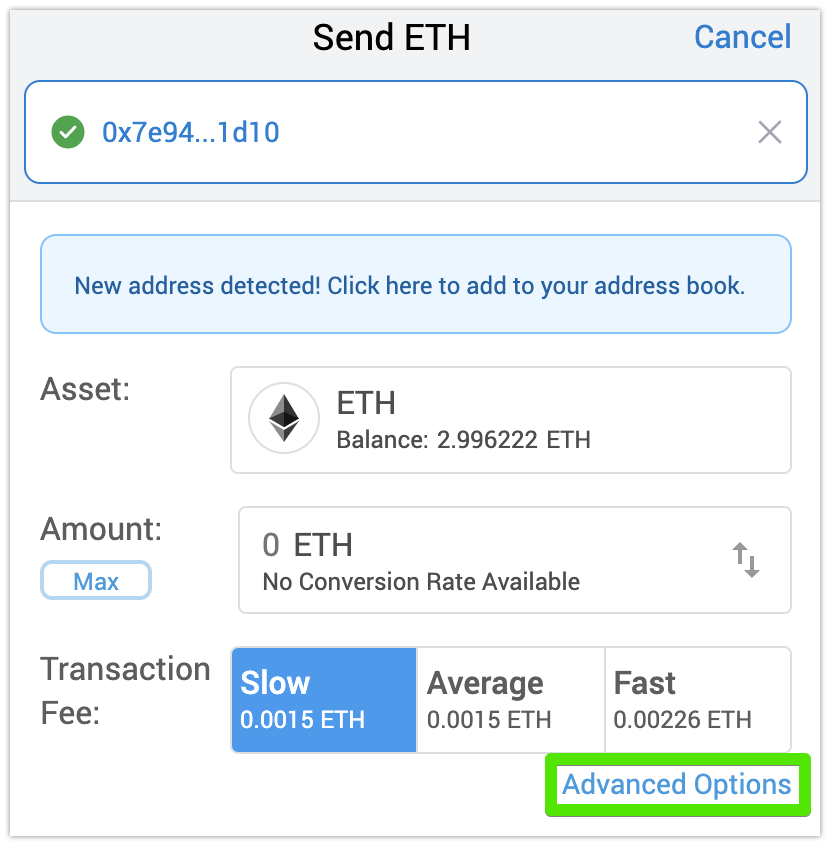 Send ETH
Cancel
0x7e94...1d10
New address detected! Click here to add to your address book.
Asset:
ETH
Balance: 2.996222 ETH
Amount:
Max
0 ETH
No Conversion Rate Available
Transaction
Fee:
Slow
0.0015 ETH
Average
0.0015 ETH
Fast
0.00226 ETH
Advanced Options